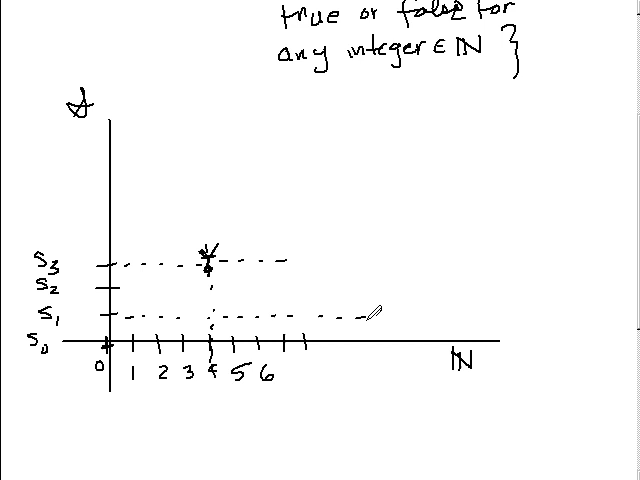 true or false for
any integer ∈ ℕ }
S
S3
S2
S1
S0
0 1 2 3 4 5 6
ℕ